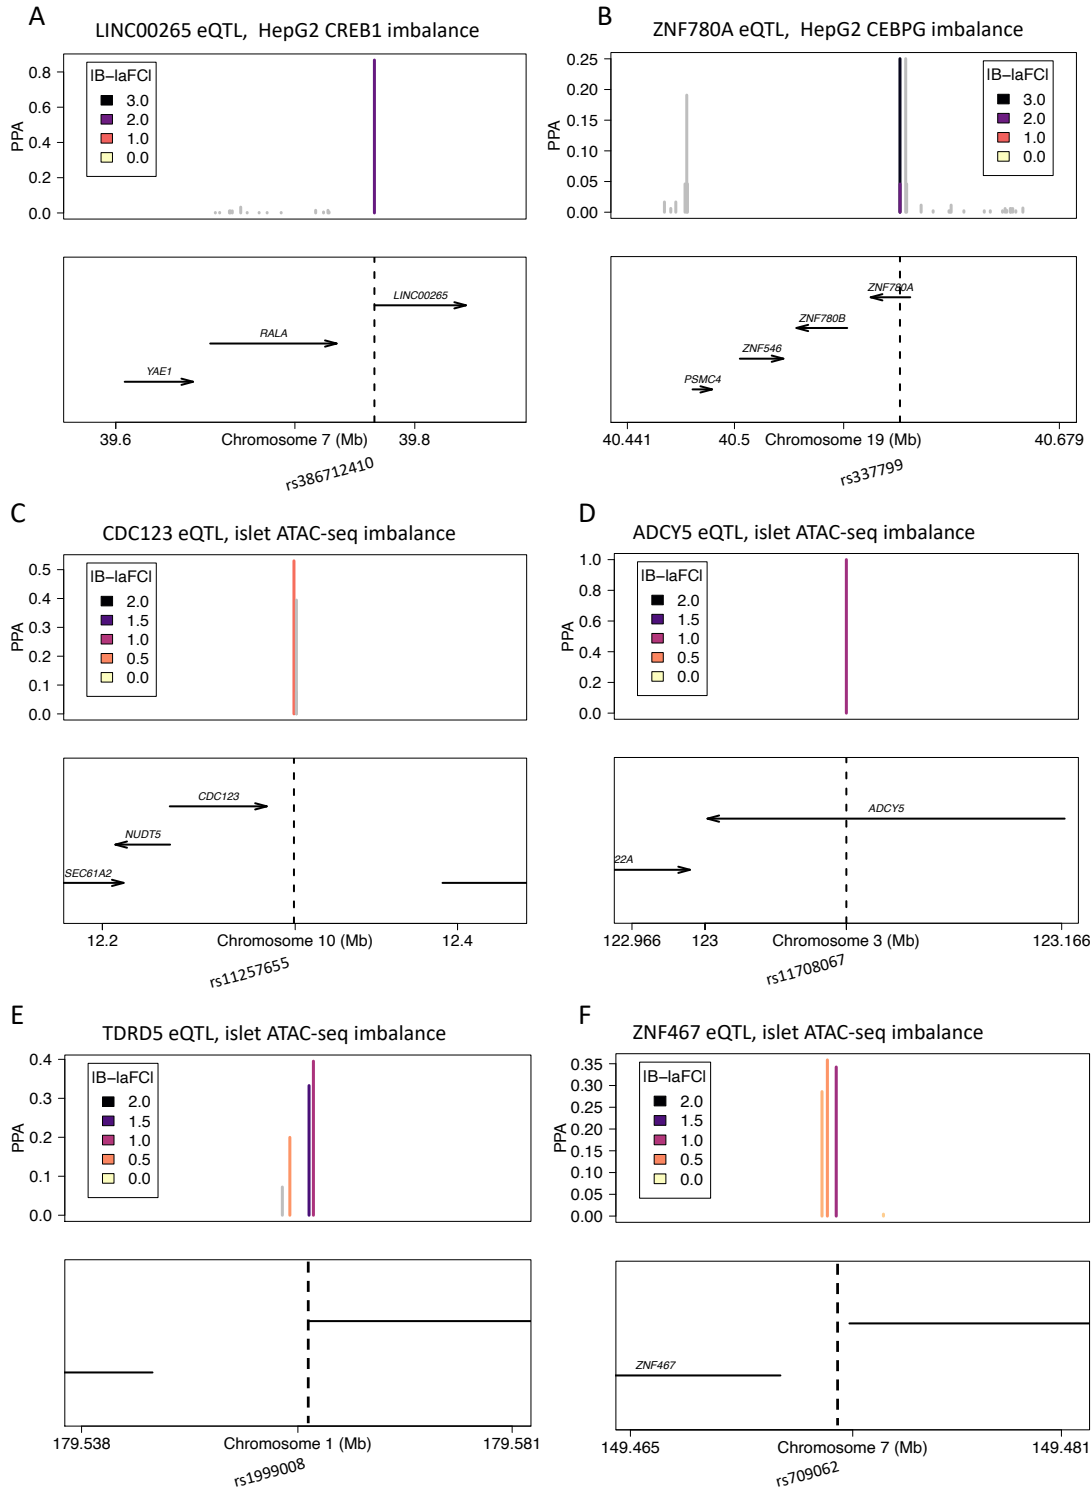 A
LINC00265 eQTL, HepG2 CREB1 imbalance
PPA
0.8
0.6
0.4
0.2
0.0
|B-laFC|
3.0
2.0
1.0
0.0
LINC00265
RALA
YAE1
39.6
Chromosome 7 (Mb)
39.8
rs386712410
B
ZNF780A eQTL, HepG2 CEBPG imbalance
PPA
0.25
0.20
0.15
0.10
0.05
0.00
|B-laFC|
3.0
2.0
1.0
0.0
ZNF780A
ZNF780B
ZNF546
PSMC4
40.441
40.5
Chromosome 19 (Mb)
40.679
rs337799
C
CDC123 eQTL, islet ATAC-seq imbalance
PPA
0.5
0.4
0.3
0.2
0.1
0.0
|B-laFC|
2.0
1.5
1.0
0.5
0.0
CDC123
NUDT5
SEC61A2
12.2
Chromosome 10 (Mb)
12.4
rs11257655
D
ADCY5 eQTL, islet ATAC-seq imbalance
PPA
1.0
0.8
0.6
0.4
0.2
0.0
|B-laFC|
2.0
1.5
1.0
0.5
0.0
ADCY5
22A
122.966
123
Chromosome 3 (Mb)
123.166
rs11708067
E
TDRD5 eQTL, islet ATAC-seq imbalance
PPA
0.4
0.3
0.2
0.1
0.0
|B-laFC|
2.0
1.5
1.0
0.5
0.0
179.538
Chromosome 1 (Mb)
179.581
rs1999008
F
ZNF467 eQTL, islet ATAC-seq imbalance
PPA
0.35
0.30
0.25
0.20
0.15
0.10
0.05
0.00
|B-laFC|
2.0
1.5
1.0
0.5
0.0
ZNF467
149.465
Chromosome 7 (Mb)
149.481
rs709062